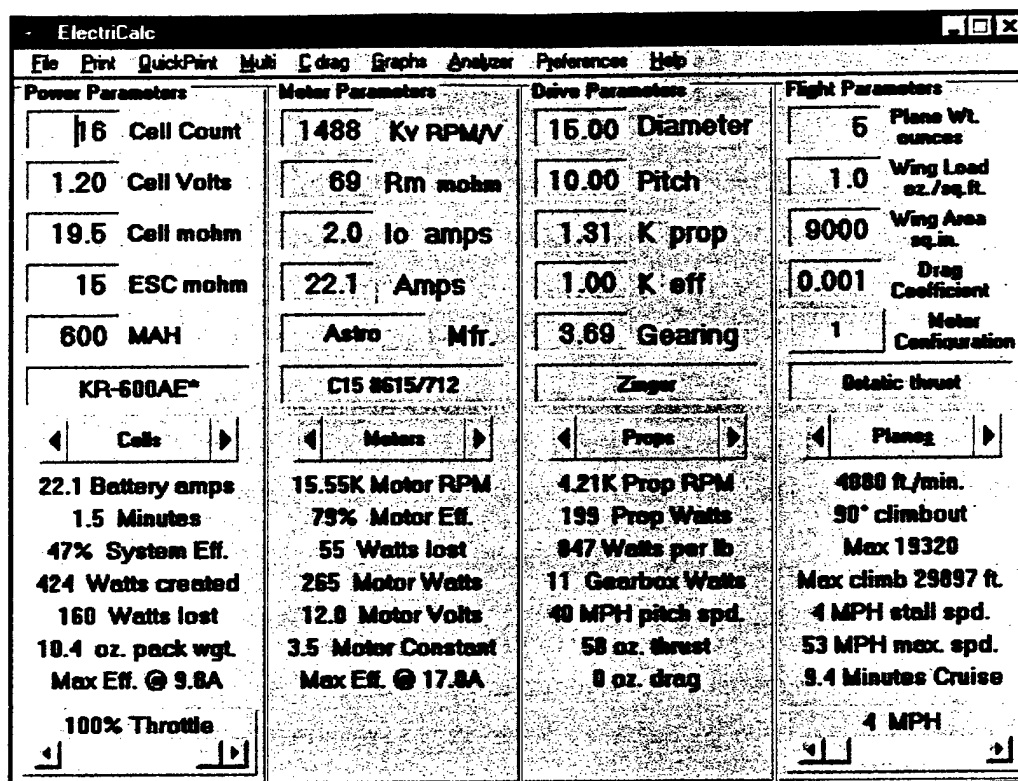 - ElectriCalc
File Print QuickPrint Multi C drag Graphs Analyzer Preferences Help
Power Parameters
16 Cell Count
1.20 Cell Volts
19.5 Cell mohm
15 ESC mohm
600 MAH
KR-600AE*
Cells
22.1 Battery amps
1.5 Minutes
47% System Eff.
424 Watts created
160 Watts lost
10.4 oz. pack wgt.
Max Eff. @ 9.8A
100% Throttle
Motor Parameters
1488 Kv RPM/V
69 Rm mohm
2.0 Io amps
22.1 Amps
Astro Mfr.
C15 8615/712
Motors
15.55K Motor RPM
79% Motor Eff.
55 Watts lost
265 Motor Watts
12.0 Motor Volts
3.5 Motor Constant
Max Eff. @ 17.8A
Drive Parameters
15.00 Diameter
10.00 Pitch
1.31 K prop
1.00 K eff
3.69 Gearing
Zinger
Props
4.21K Prop RPM
199 Prop Watts
647 Watts per lb
11 Gearbox Watts
40 MPH pitch spd.
58 oz. thrust
0 oz. drag
Flight Parameters
5 Plane Wt. ounces
1.0 Wing Load oz./sq.ft.
9000 Wing Area sq.in.
0.001 Drag Coefficient
1 Motor Configuration
0static thrust
Planes
4080 ft./min.
90° climbout
Max 19320
Max climb 29897 ft.
4 MPH stall spd.
53 MPH max. spd.
9.4 Minutes Cruise
4 MPH